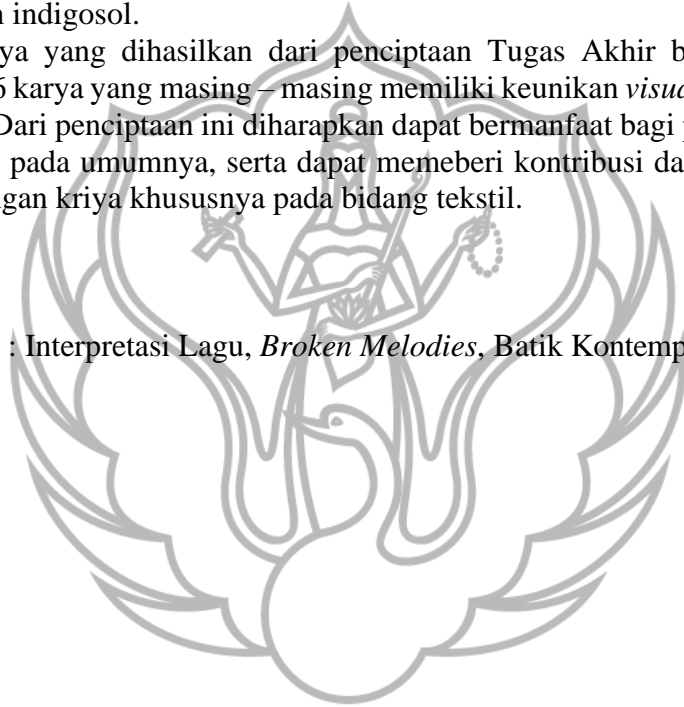 n indigosol.
ya yang dihasilkan dari penciptaan Tugas Akhir b
6 karya yang masing – masing memiliki keunikan visua
Dari penciptaan ini diharapkan dapat bermanfaat bagi
pada umumnya, serta dapat memeberi kontribusi da
ngan kriya khususnya pada bidang tekstil.
: Interpretasi Lagu, Broken Melodies, Batik Kontemp